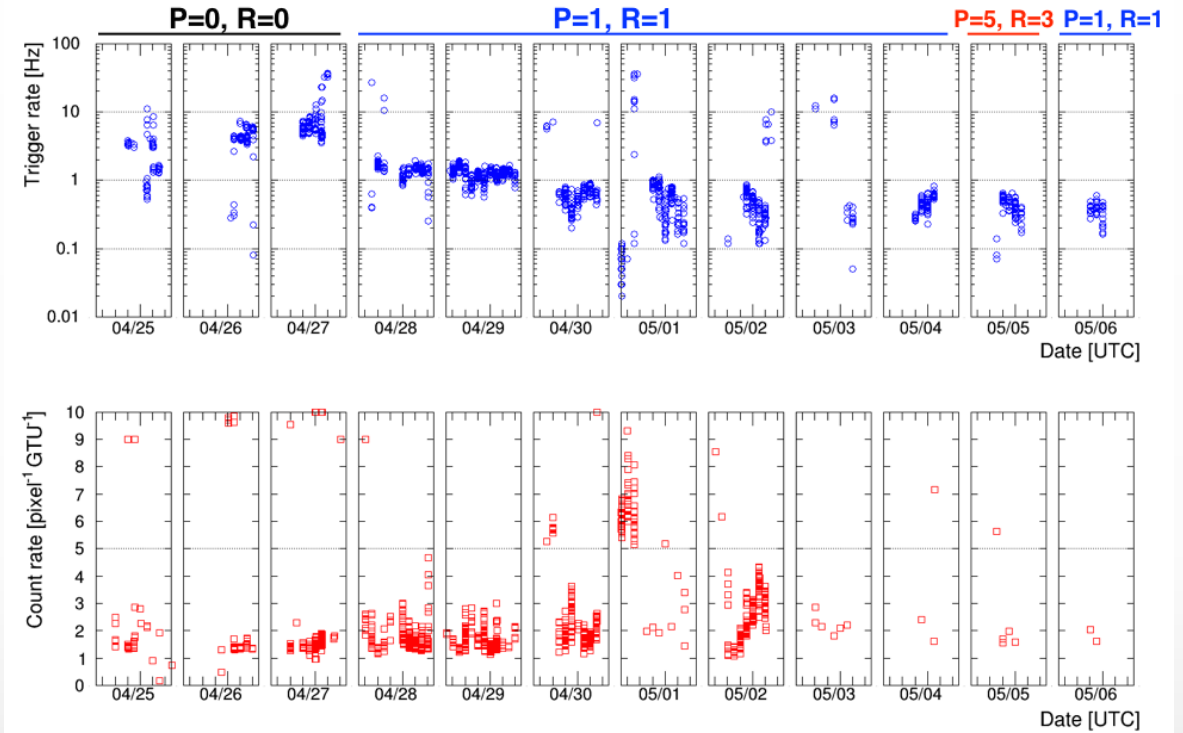 P=0, R=0 P=1, R=1 P=5, R=3 P=1, R=1
Trigger rate [Hz]
100
10
1
0.1
0.01
04/25 04/26 04/27 04/28 04/29 04/30 05/01 05/02 05/03 05/04 05/05 05/06
Date [UTC]
Count rate [pixel⁻¹ GTU⁻¹]
10
9
8
7
6
5
4
3
2
1
0
04/25 04/26 04/27 04/28 04/29 04/30 05/01 05/02 05/03 05/04 05/05 05/06
Date [UTC]